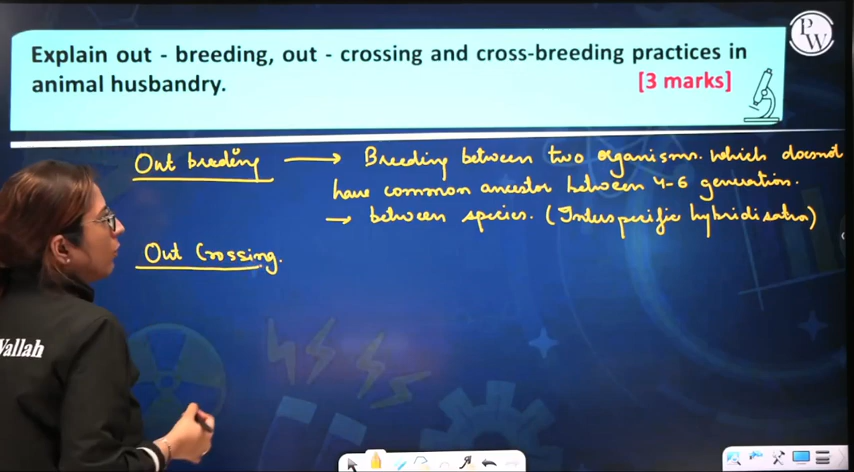 Explain out - breeding, out - crossing and cross-breeding practices in
animal husbandry. [3 marks]
PW
Out breeding → Breeding between two organisms. which doesnot
have common ancestor between 4-6 generation.
→ between species. (Interspecific hybridisation)
Out Crossing.
Wallah